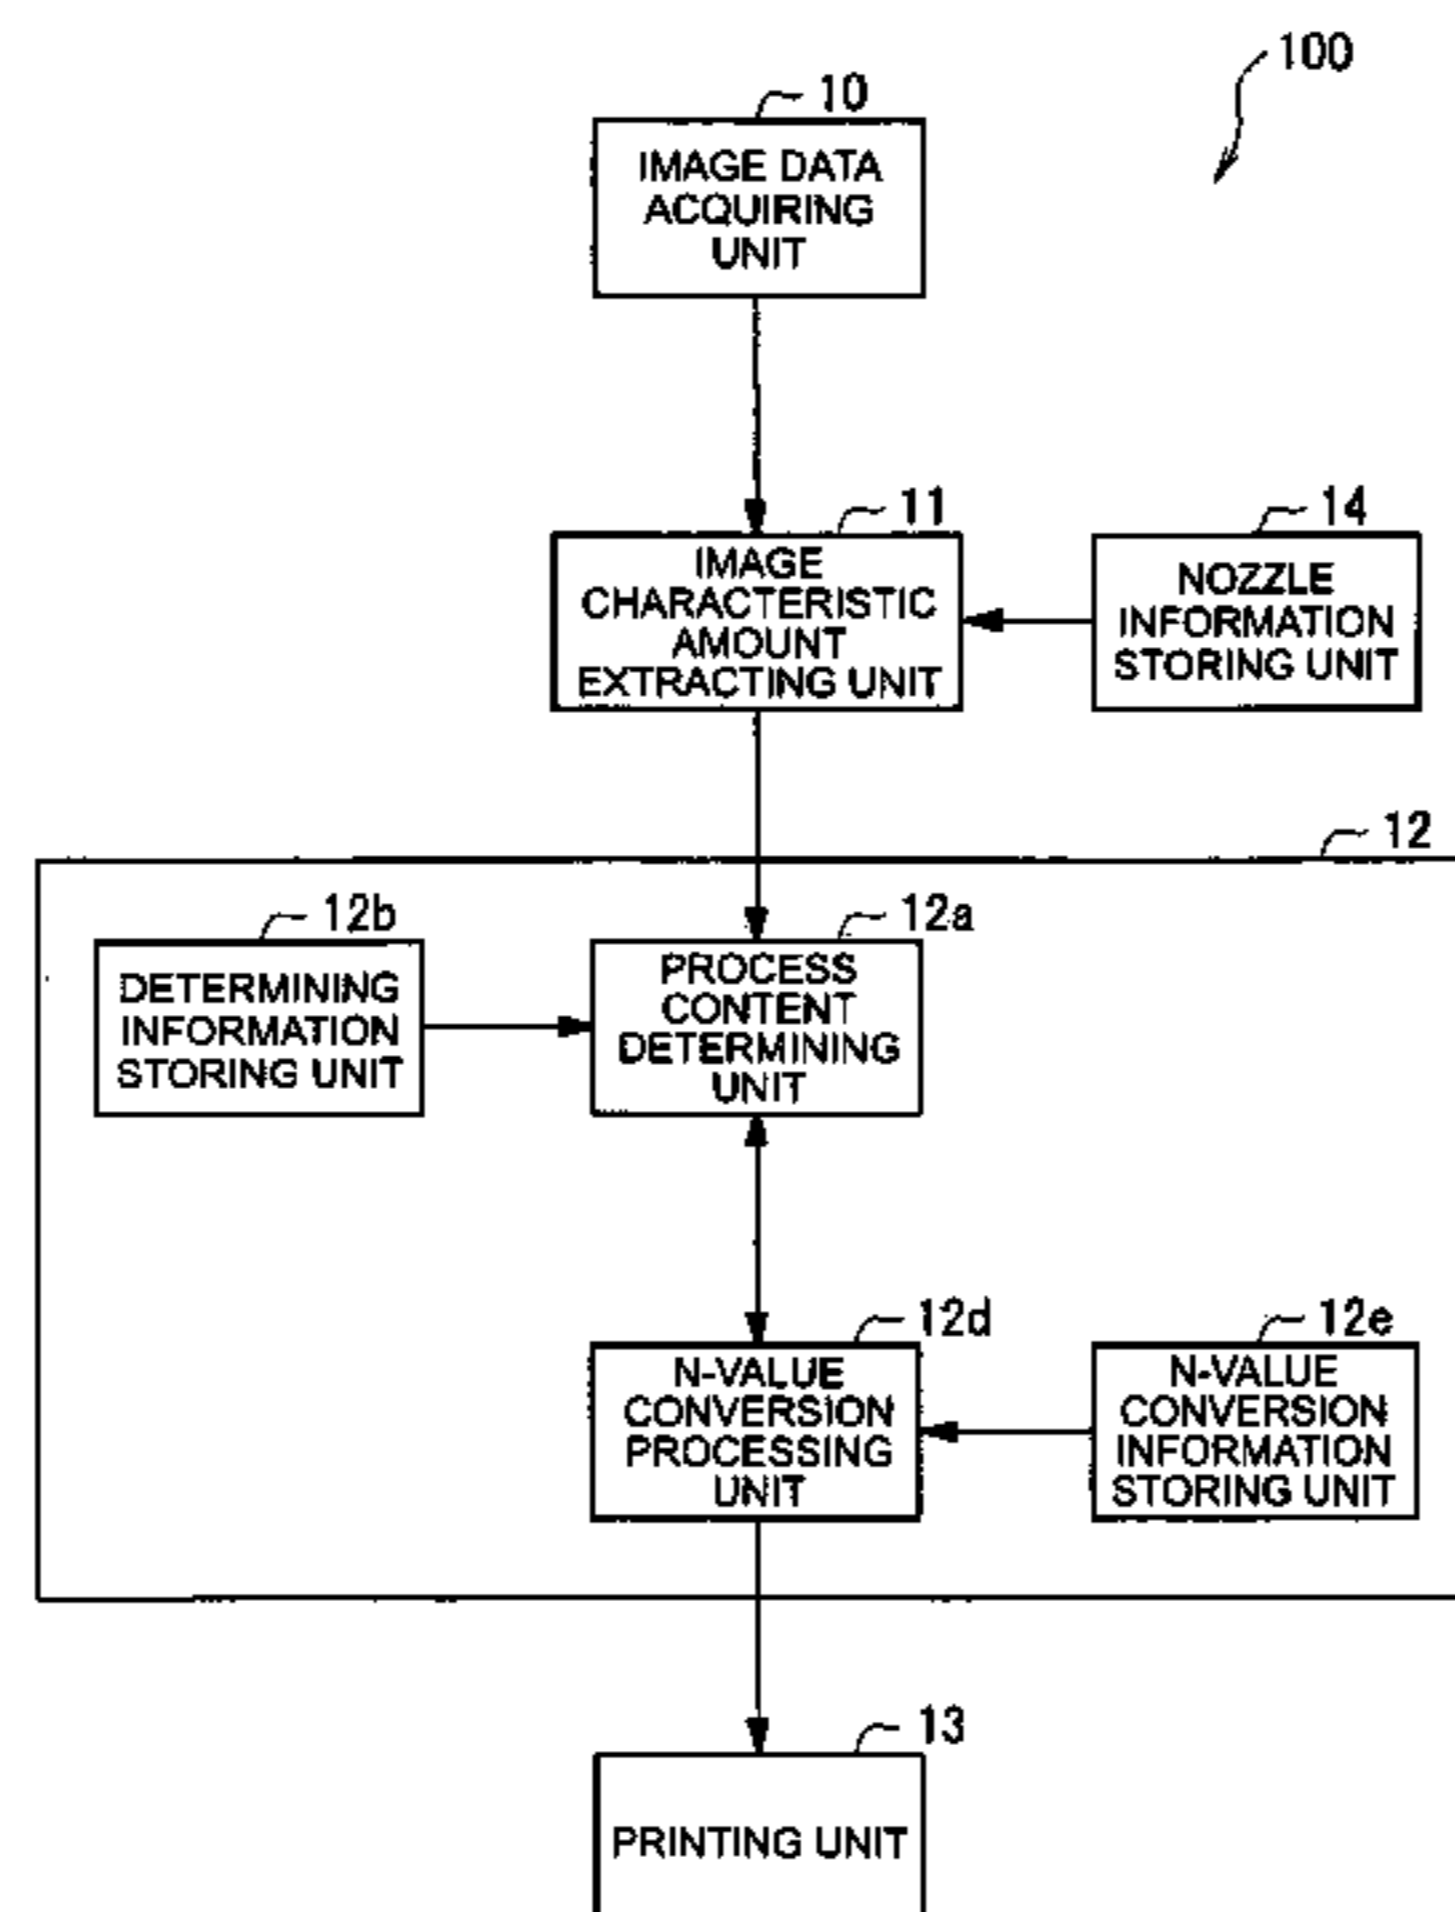 100
10
IMAGE DATA
ACQUIRING
UNIT
11
IMAGE
CHARACTERISTIC
AMOUNT
EXTRACTING UNIT
14
NOZZLE
INFORMATION
STORING UNIT
12
12b
DETERMINING
INFORMATION
STORING UNIT
12a
PROCESS
CONTENT
DETERMINING
UNIT
12d
N-VALUE
CONVERSION
PROCESSING
UNIT
12e
N-VALUE
CONVERSION
INFORMATION
STORING UNIT
13
PRINTING UNIT